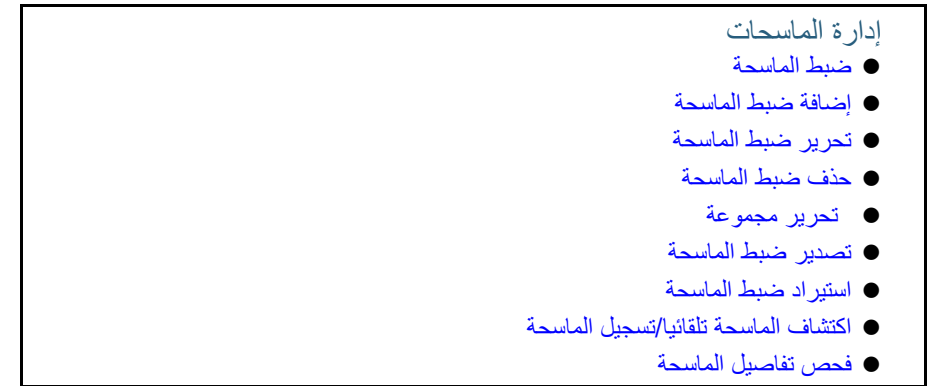 إدارة الماسحات
● ضبط الماسحة
● إضافة ضبط الماسحة
● تحرير ضبط الماسحة
● حذف ضبط الماسحة
● تحرير مجموعة
● تصدير ضبط الماسحة
● استيراد ضبط الماسحة
● اكتشاف الماسحة تلقائيا/تسجيل الماسحة
● فحص تفاصيل الماسحة